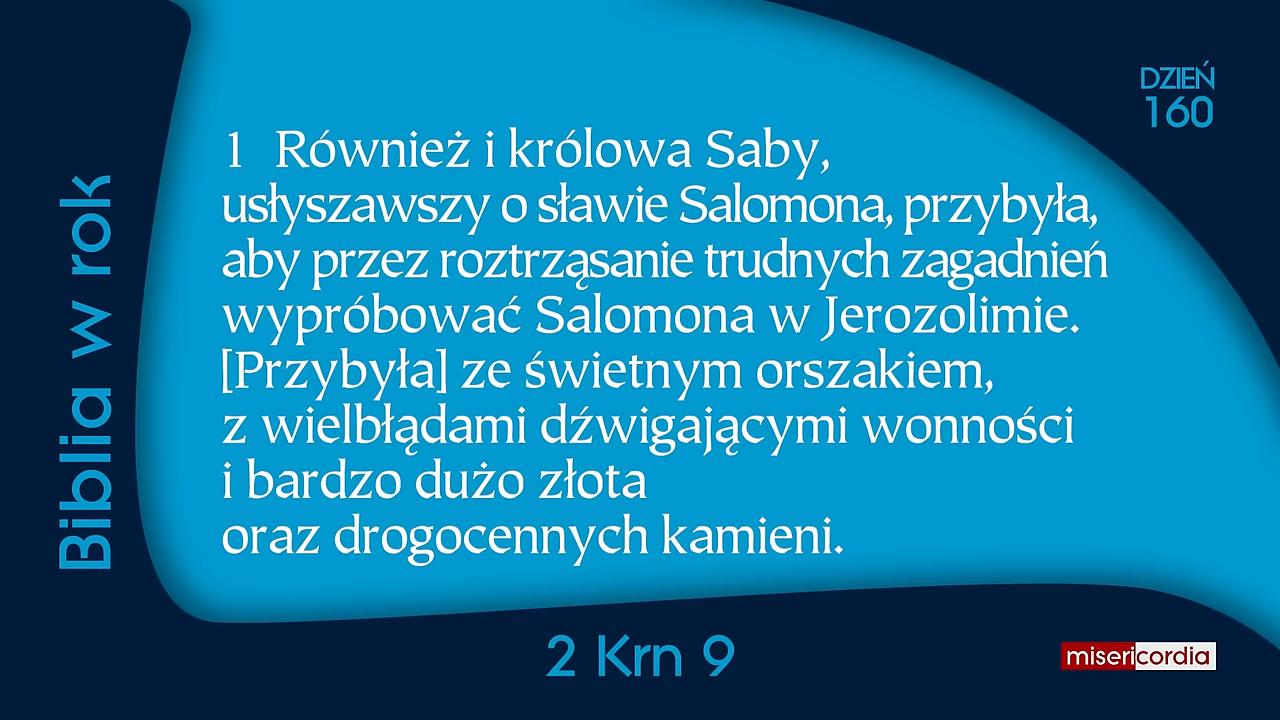 DZIEŃ
160
Biblia w rok
1 Również i królowa Saby,
usłyszawszy o sławie Salomona, przybyła,
aby przez roztrząsanie trudnych zagadnień
wypróbować Salomona w Jerozolimie.
[Przybyła] ze świetnym orszakiem,
z wielbłądami dźwigającymi wonności
i bardzo dużo złota
oraz drogocennych kamieni.
2 Krn 9
misericordia